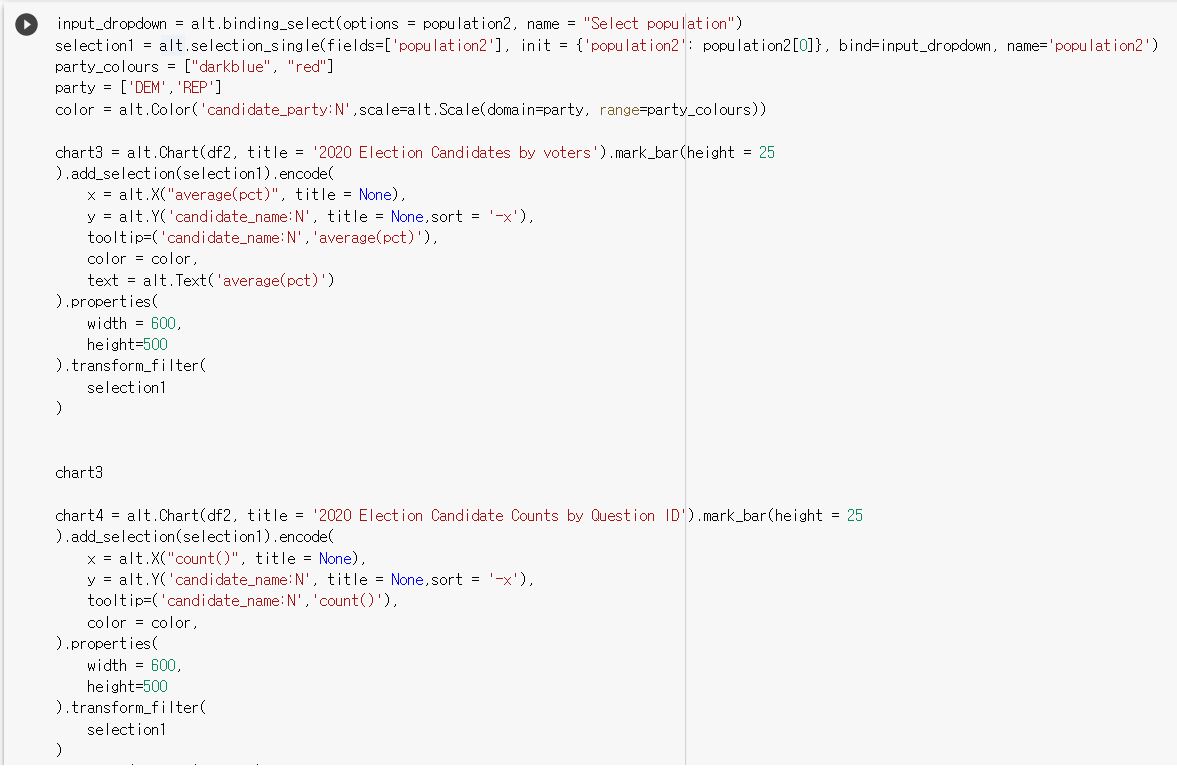 input_dropdown = alt.binding_select(options = population2, name = "Select population")
selection1 = alt.selection_single(fields=['population2'], init = {'population2': population2[0]}, bind=input_dropdown, name='population2')
party_colours = ["darkblue", "red"]
party = ['DEM','REP']
color = alt.Color('candidate_party:N',scale=alt.Scale(domain=party, range=party_colours))

chart3 = alt.Chart(df2, title = '2020 Election Candidates by voters').mark_bar(height = 25
).add_selection(selection1).encode(
    x = alt.X("average(pct)", title = None),
    y = alt.Y('candidate_name:N', title = None,sort = '-x'),
    tooltip=('candidate_name:N','average(pct)'),
    color = color,
    text = alt.Text('average(pct)')
).properties(
    width = 600,
    height=500
).transform_filter(
    selection1
)

chart3

chart4 = alt.Chart(df2, title = '2020 Election Candidate Counts by Question ID').mark_bar(height = 25
).add_selection(selection1).encode(
    x = alt.X("count()", title = None),
    y = alt.Y('candidate_name:N', title = None,sort = '-x'),
    tooltip=('candidate_name:N','count()'),
    color = color,
).properties(
    width = 600,
    height=500
).transform_filter(
    selection1
)